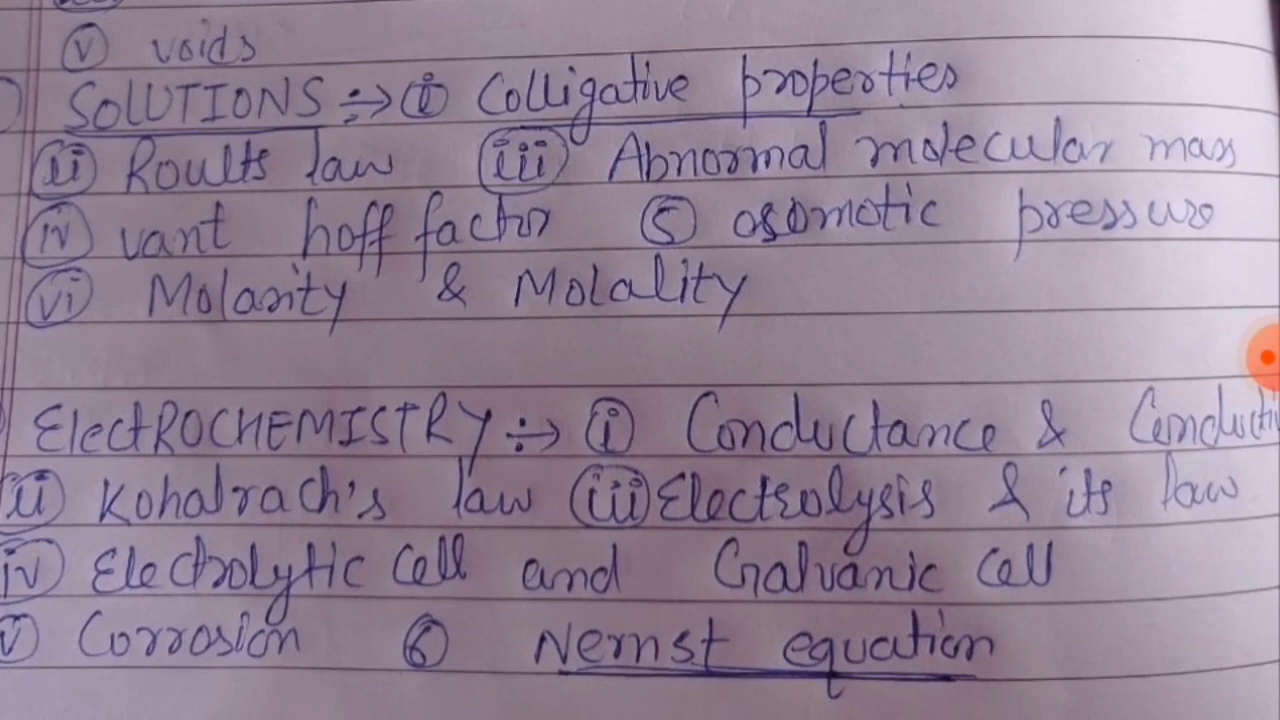 v voids
SOLUTIONS ÷> i Colligative properties
ii Roults law iii Abnormal molecular mass
iv vant hoff factor 5 osomotic pressure
vi Molarity & Molality
ElectROCHEMISTRY ÷> i Conductance & Conducti
ii Kohalrach's law iii Electrolysis & its law
iv Electrolytic Cell and Galvanic Cell
v Corrosion 6 Nernst equation